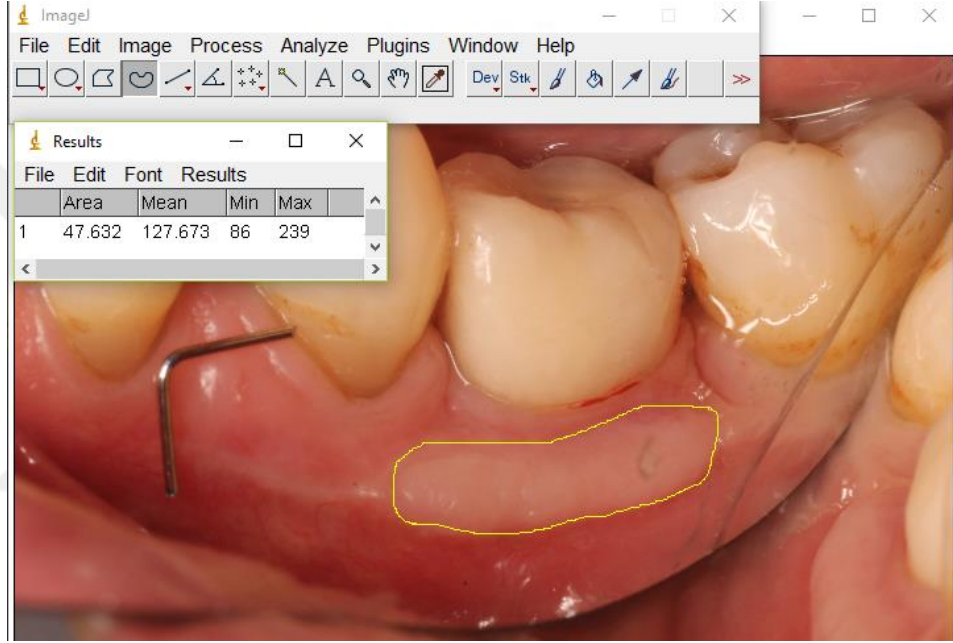 ImageJ
File Edit Image Process Analyze Plugins Window Help
A Dev Stk >>
Results
File Edit Font Results
Area Mean Min Max
1 47.632 127.673 86 239